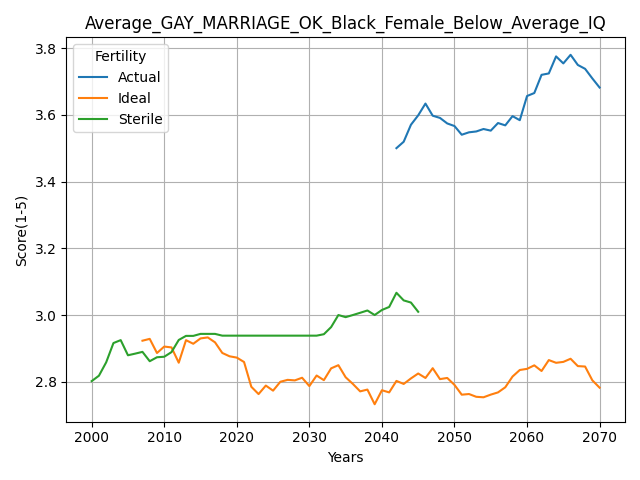 Average_GAY_MARRIAGE_OK_Black_Female_Below_Average_IQ
Fertility
Actual
Ideal
Sterile
Score(1-5)
3.8
3.6
3.4
3.2
3.0
2.8
2000 2010 2020 2030 2040 2050 2060 2070
Years